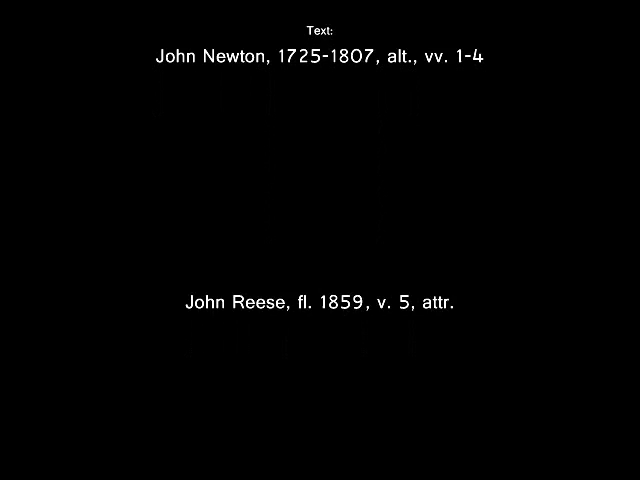 Text:
John Newton, 1725-1807, alt., vv. 1-4
John Reese, fl. 1859, v. 5, attr.